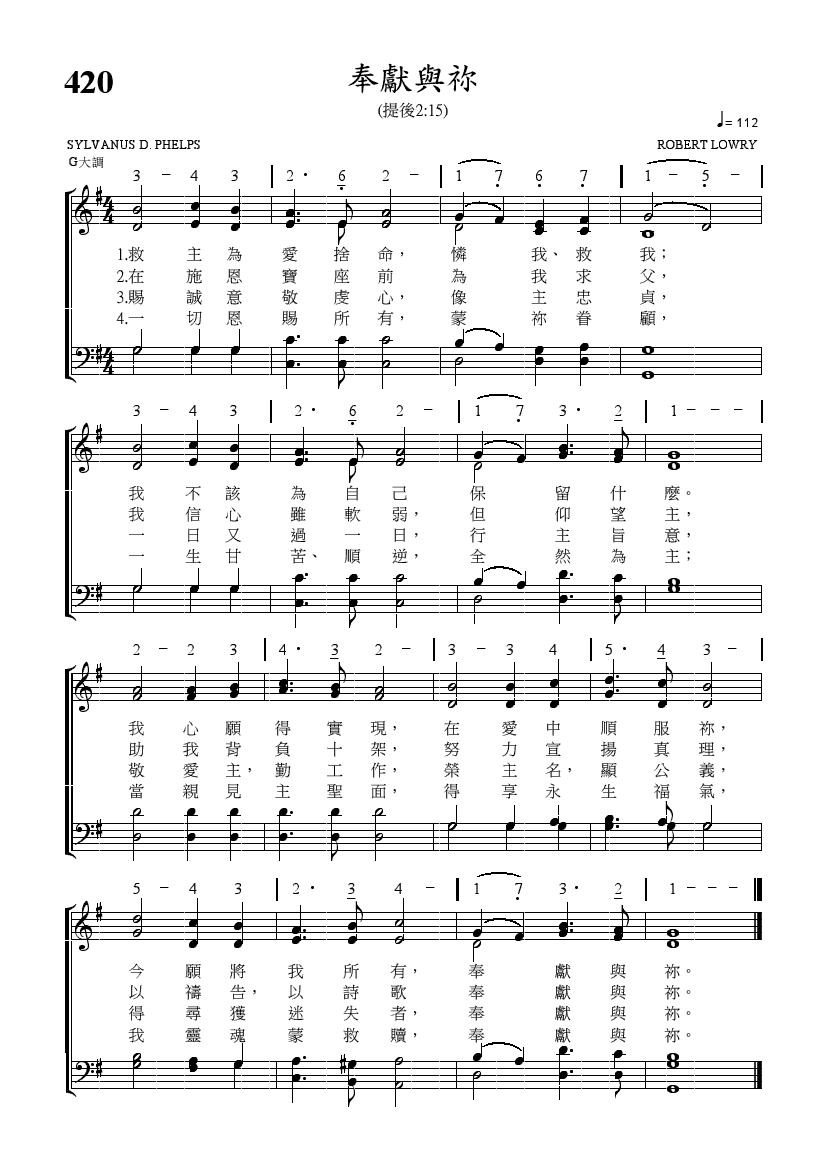 420
奉獻與祢
(提後2:15)
♩= 112
SYLVANUS D. PHELPS
ROBERT LOWRY
G大調
3 – 4 3 | 2 · 6̣ 2 – | 1 7̣ 6̣ 7̣ | 1 – 5̣ – |
1.救主為愛捨命，憐我、救我；
2.在施恩寶座前為我求父，
3.賜誠意敬虔心，像主忠貞，
4.一切恩賜所有，蒙祢眷顧，
3 – 4 3 | 2 · 6̣ 2 – | 1 7̣ 3 · 2 | 1 – – |
我不該為自己保留什麼。
我信心雖軟弱，但仰望主，
一日又過一日，行主旨意，
一生甘苦、順逆，全然為主；
2 – 2 3 | 4 · 3 2 – | 3 – 3 4 | 5 · 4 3 – |
我心願得實現，在愛中順服祢，
助我背負十架，努力宣揚真理，
敬愛主，勤工作，榮主名，顯公義，
當親見主聖面，得享永生福氣，
5 – 4 3 | 2 · 3 4 – | 1 7̣ 3 · 2 | 1 – – ‖
今願將我所有，奉獻與祢。
以禱告，以詩歌奉獻與祢。
得尋獲迷失者，奉獻與祢。
我靈魂蒙救贖，奉獻與祢。